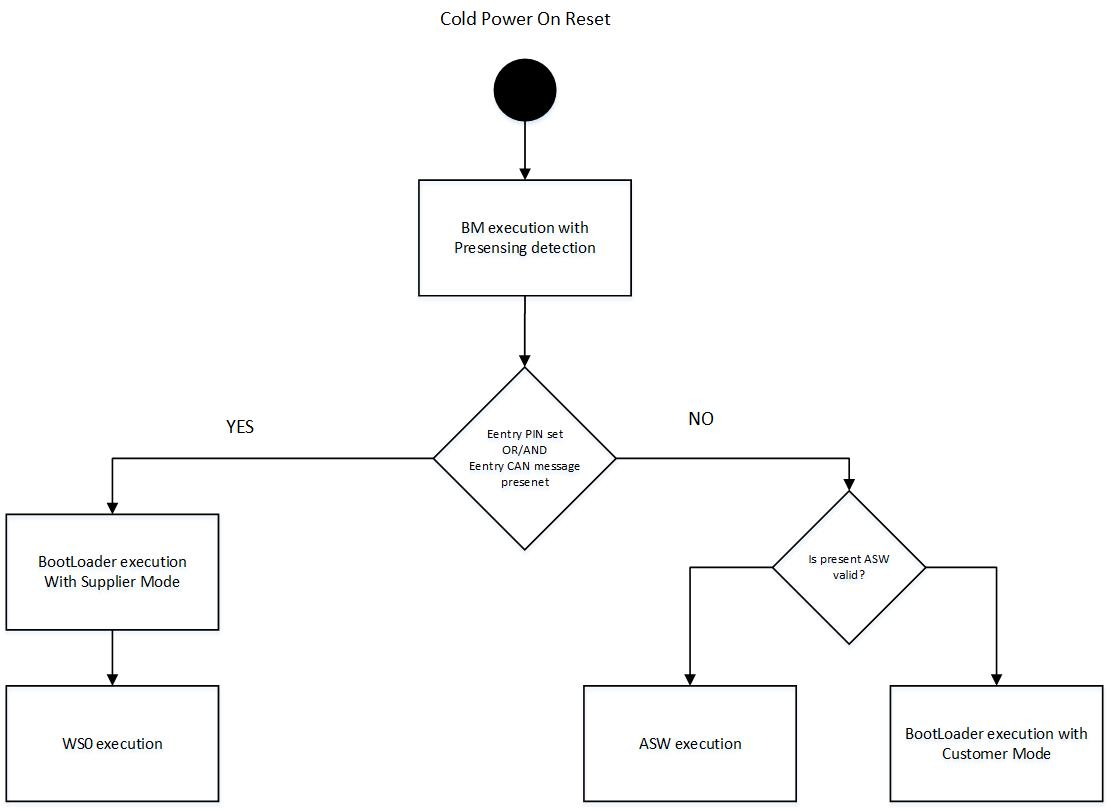 Cold Power On Reset
BM execution with
Presensing detection
YES
NO
Eentry PIN set
OR/AND
Eentry CAN message
presenet
Is present ASW
valid?
BootLoader execution
With Supplier Mode
WS0 execution
ASW execution
BootLoader execution with
Customer Mode